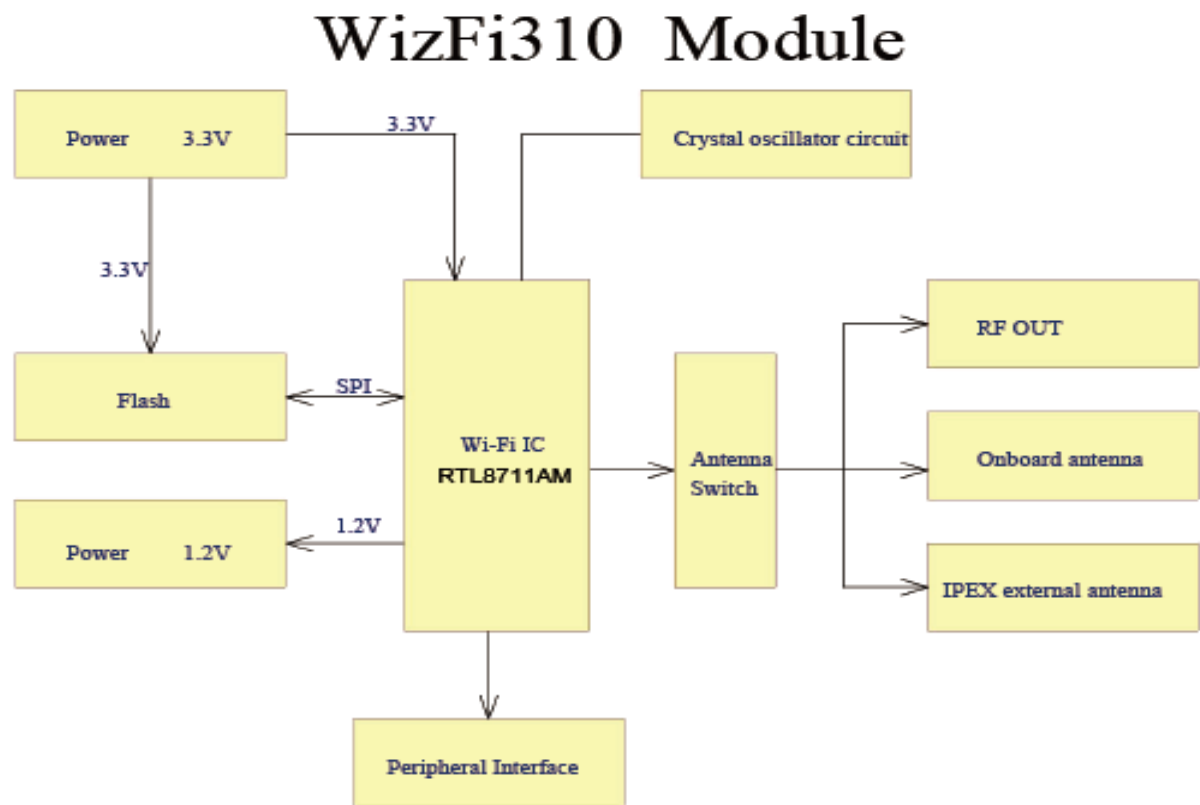 WizFi310 Module
Power 3.3V
3.3V
Crystal oscillator circuit
3.3V
RF OUT
Flash
SPI
Wi-Fi IC
RTL8711AM
Antenna
Switch
Onboard antenna
Power 1.2V
1.2V
IPEX external antenna
Peripheral Interface